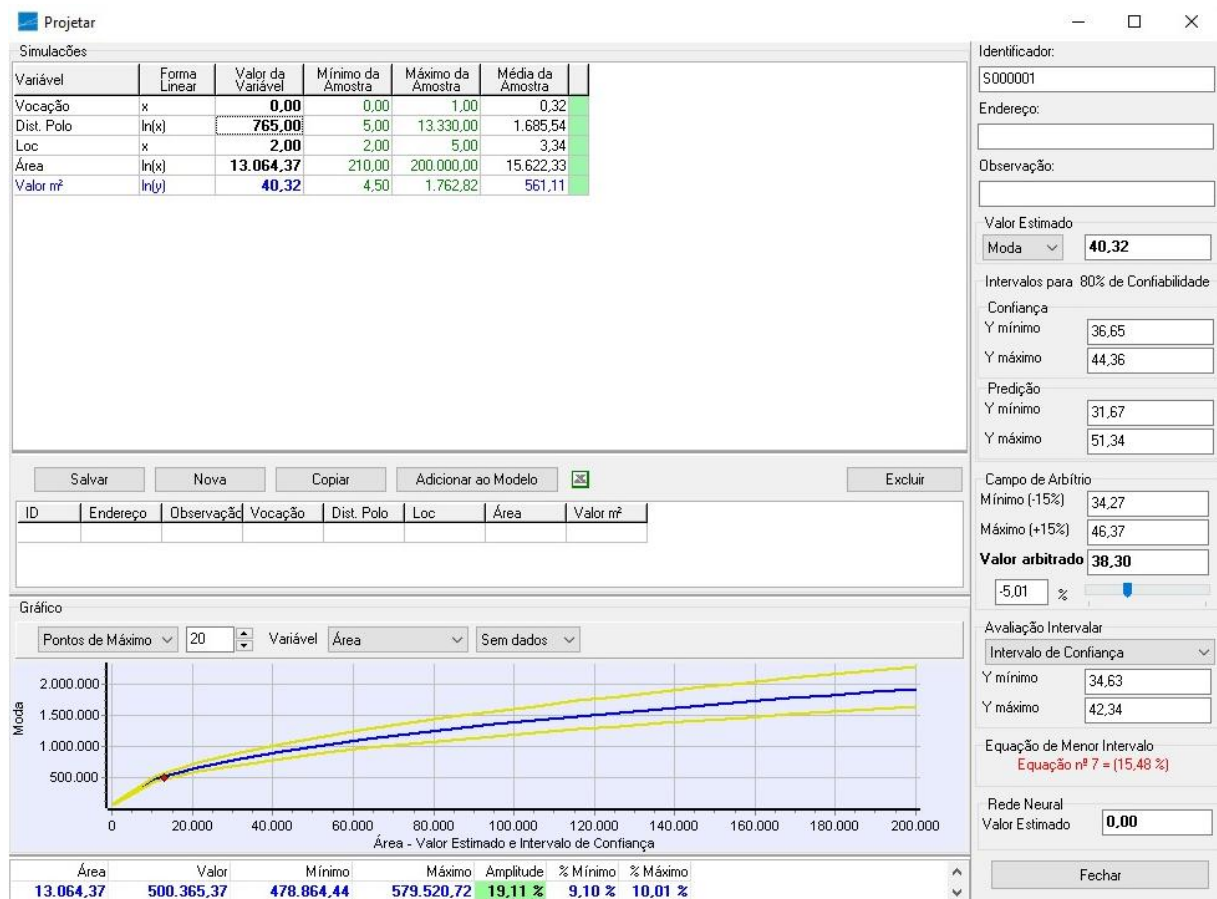 Projetar
Simulacões
Variável Forma Linear Valor da Variável Mínimo da Amostra Máximo da Amostra Média da Amostra
Vocação x 0,00 0,00 1,00 0,32
Dist. Polo ln(x) 765,00 5,00 13.330,00 1.685,54
Loc x 2,00 2,00 5,00 3,34
Área ln(x) 13.064,37 210,00 200.000,00 15.622,33
Valor m² ln(y) 40,32 4,50 1.762,82 561,11
Salvar Nova Copiar Adicionar ao Modelo Excluir
ID Endereço Observação Vocação Dist. Polo Loc Área Valor m²
Gráfico
Pontos de Máximo 20 Variável Área Sem dados
Moda
2.000.000
1.500.000
1.000.000
500.000
0 20.000 40.000 60.000 80.000 100.000 120.000 140.000 160.000 180.000 200.000
Área - Valor Estimado e Intervalo de Confiança
Área Valor Mínimo Máximo Amplitude % Mínimo % Máximo
13.064,37 500.365,37 478.864,44 579.520,72 19,11 % 9,10 % 10,01 %
Identificador:
S000001
Endereço:
Observação:
Valor Estimado
Moda 40,32
Intervalos para 80% de Confiabilidade
Confiança
Y mínimo 36,65
Y máximo 44,36
Predição
Y mínimo 31,67
Y máximo 51,34
Campo de Arbítrio
Mínimo (-15%) 34,27
Máximo (+15%) 46,37
Valor arbitrado 38,30
-5,01 %
Avaliação Intervalar
Intervalo de Confiança
Y mínimo 34,63
Y máximo 42,34
Equação de Menor Intervalo
Equação nº 7 = (15,48 %)
Rede Neural
Valor Estimado 0,00
Fechar